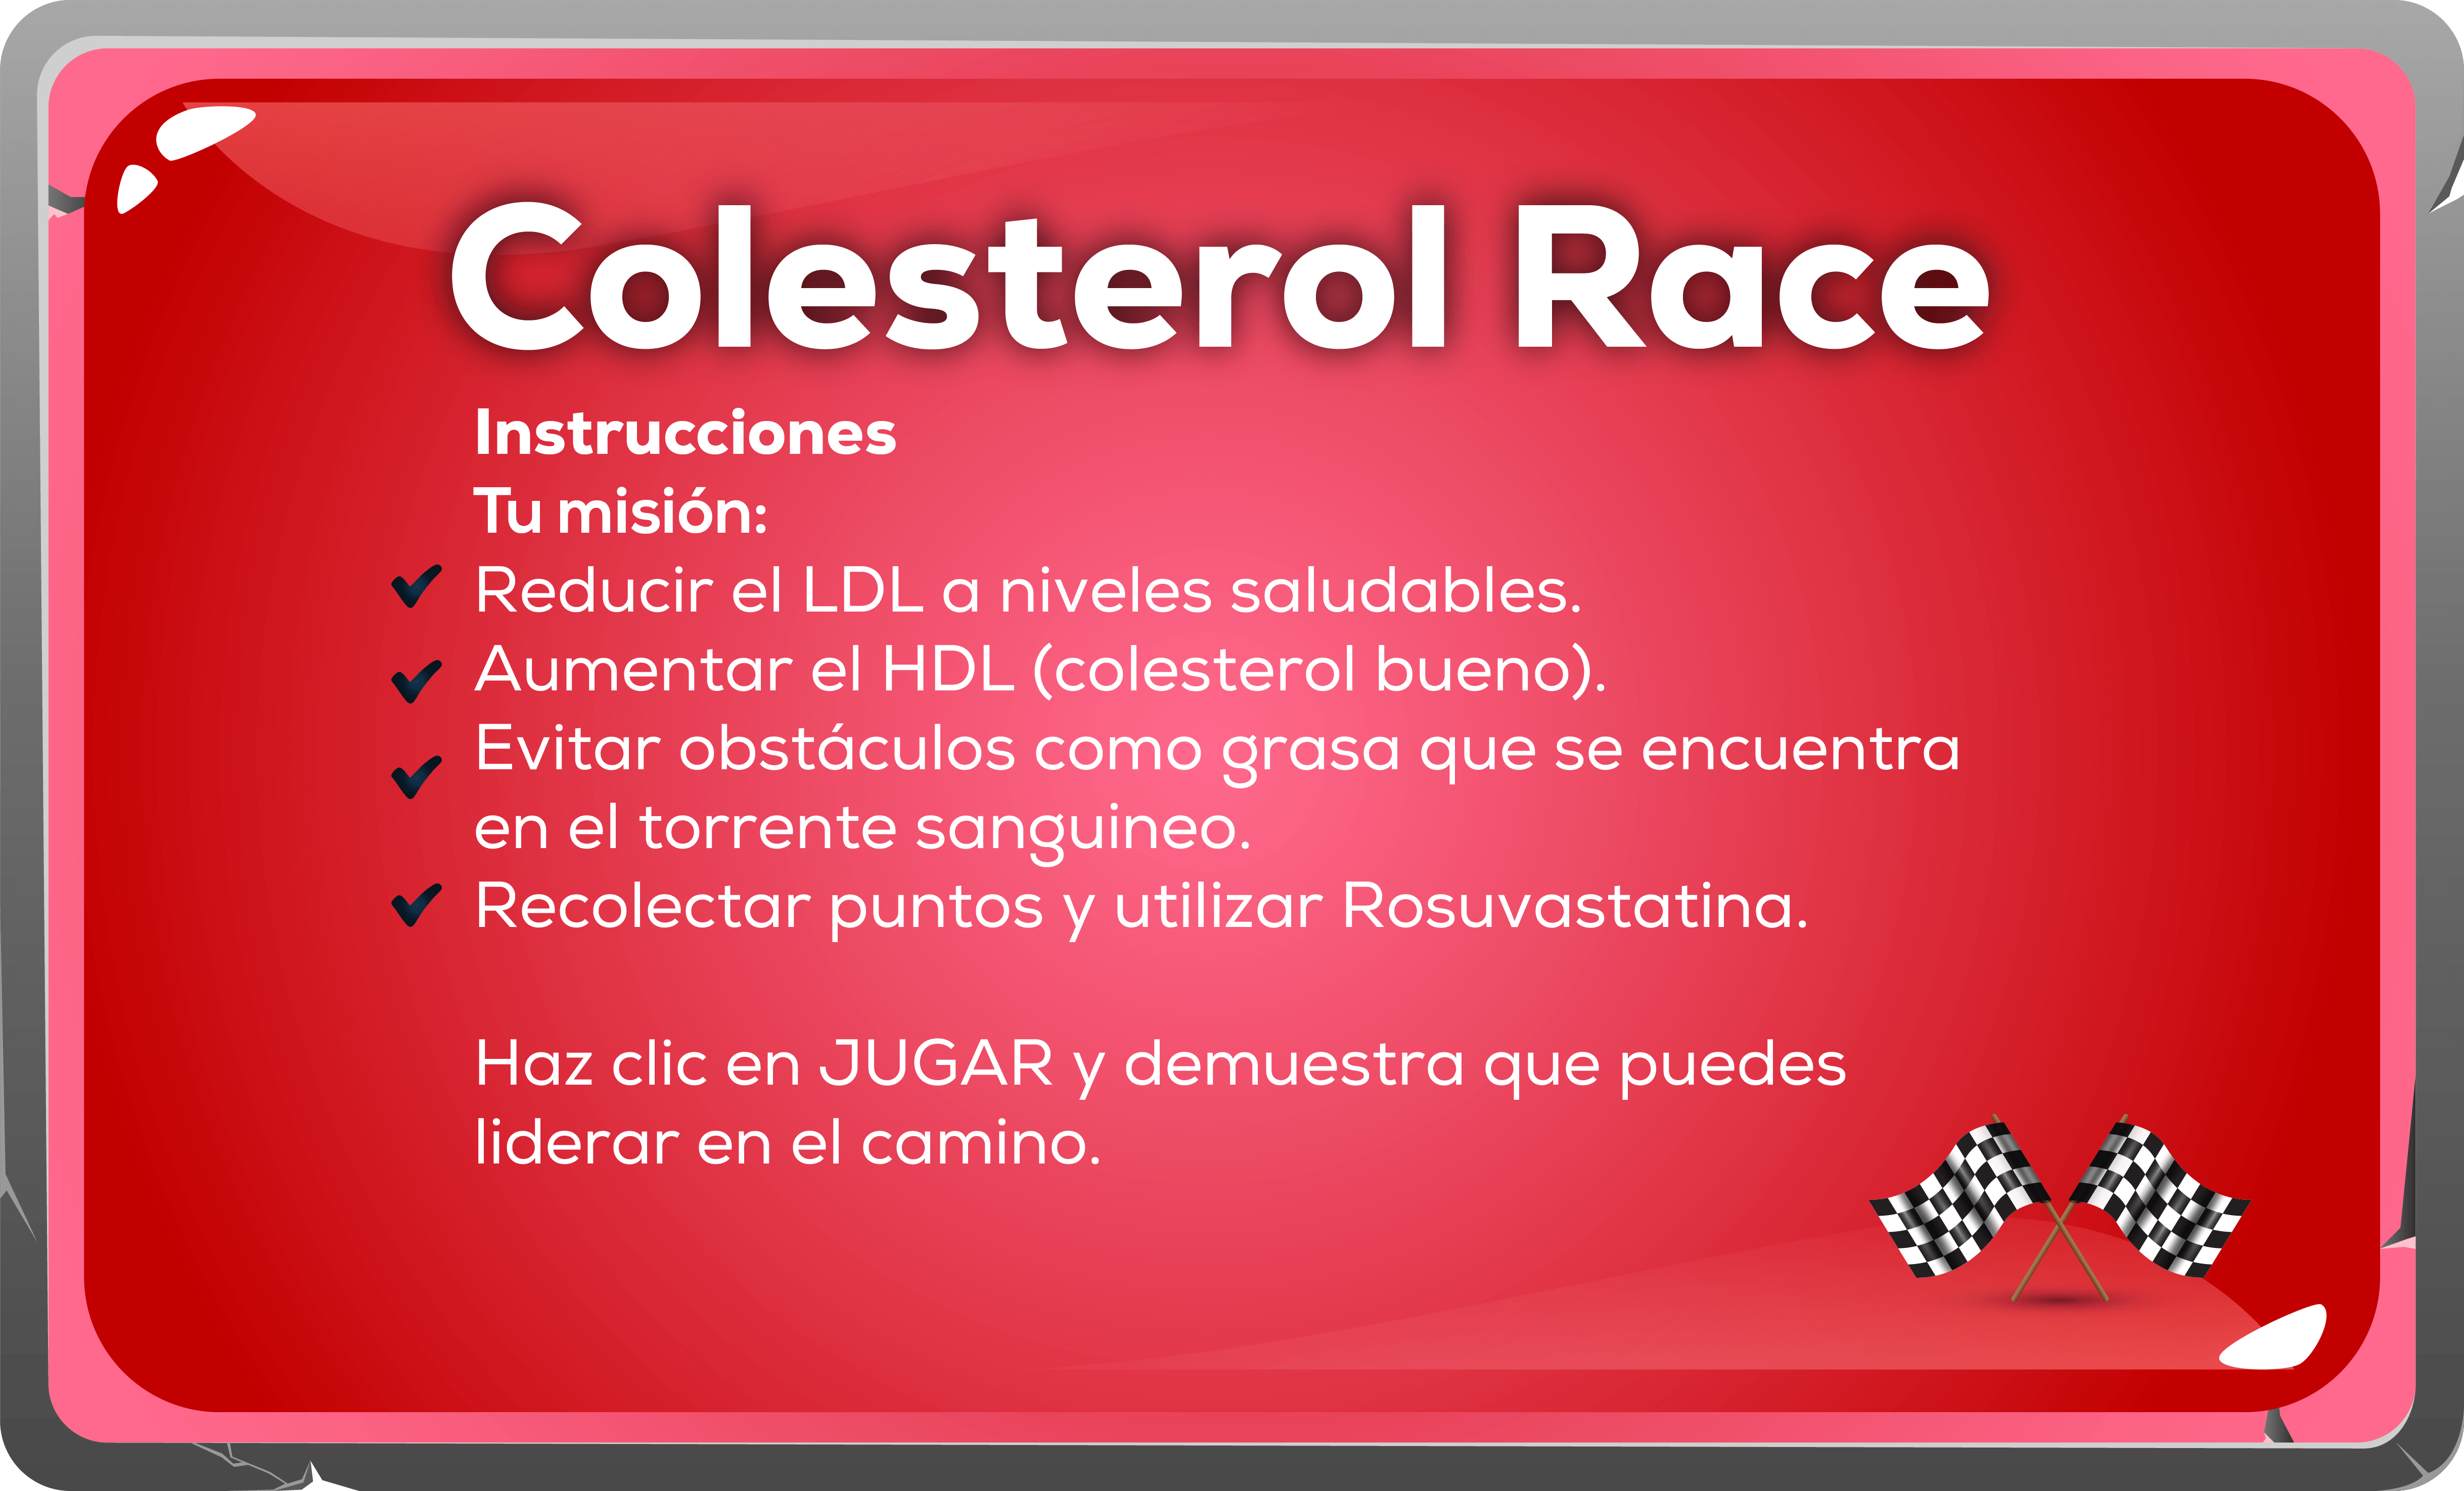 Colesterol Race
Instrucciones
Tu misión:
Reducir el LDL a niveles saludables.
Aumentar el HDL (colesterol bueno).
Evitar obstáculos como grasa que se encuentra
en el torrente sanguineo.
Recolectar puntos y utilizar Rosuvastatina.
Haz clic en JUGAR y demuestra que puedes
liderar en el camino.